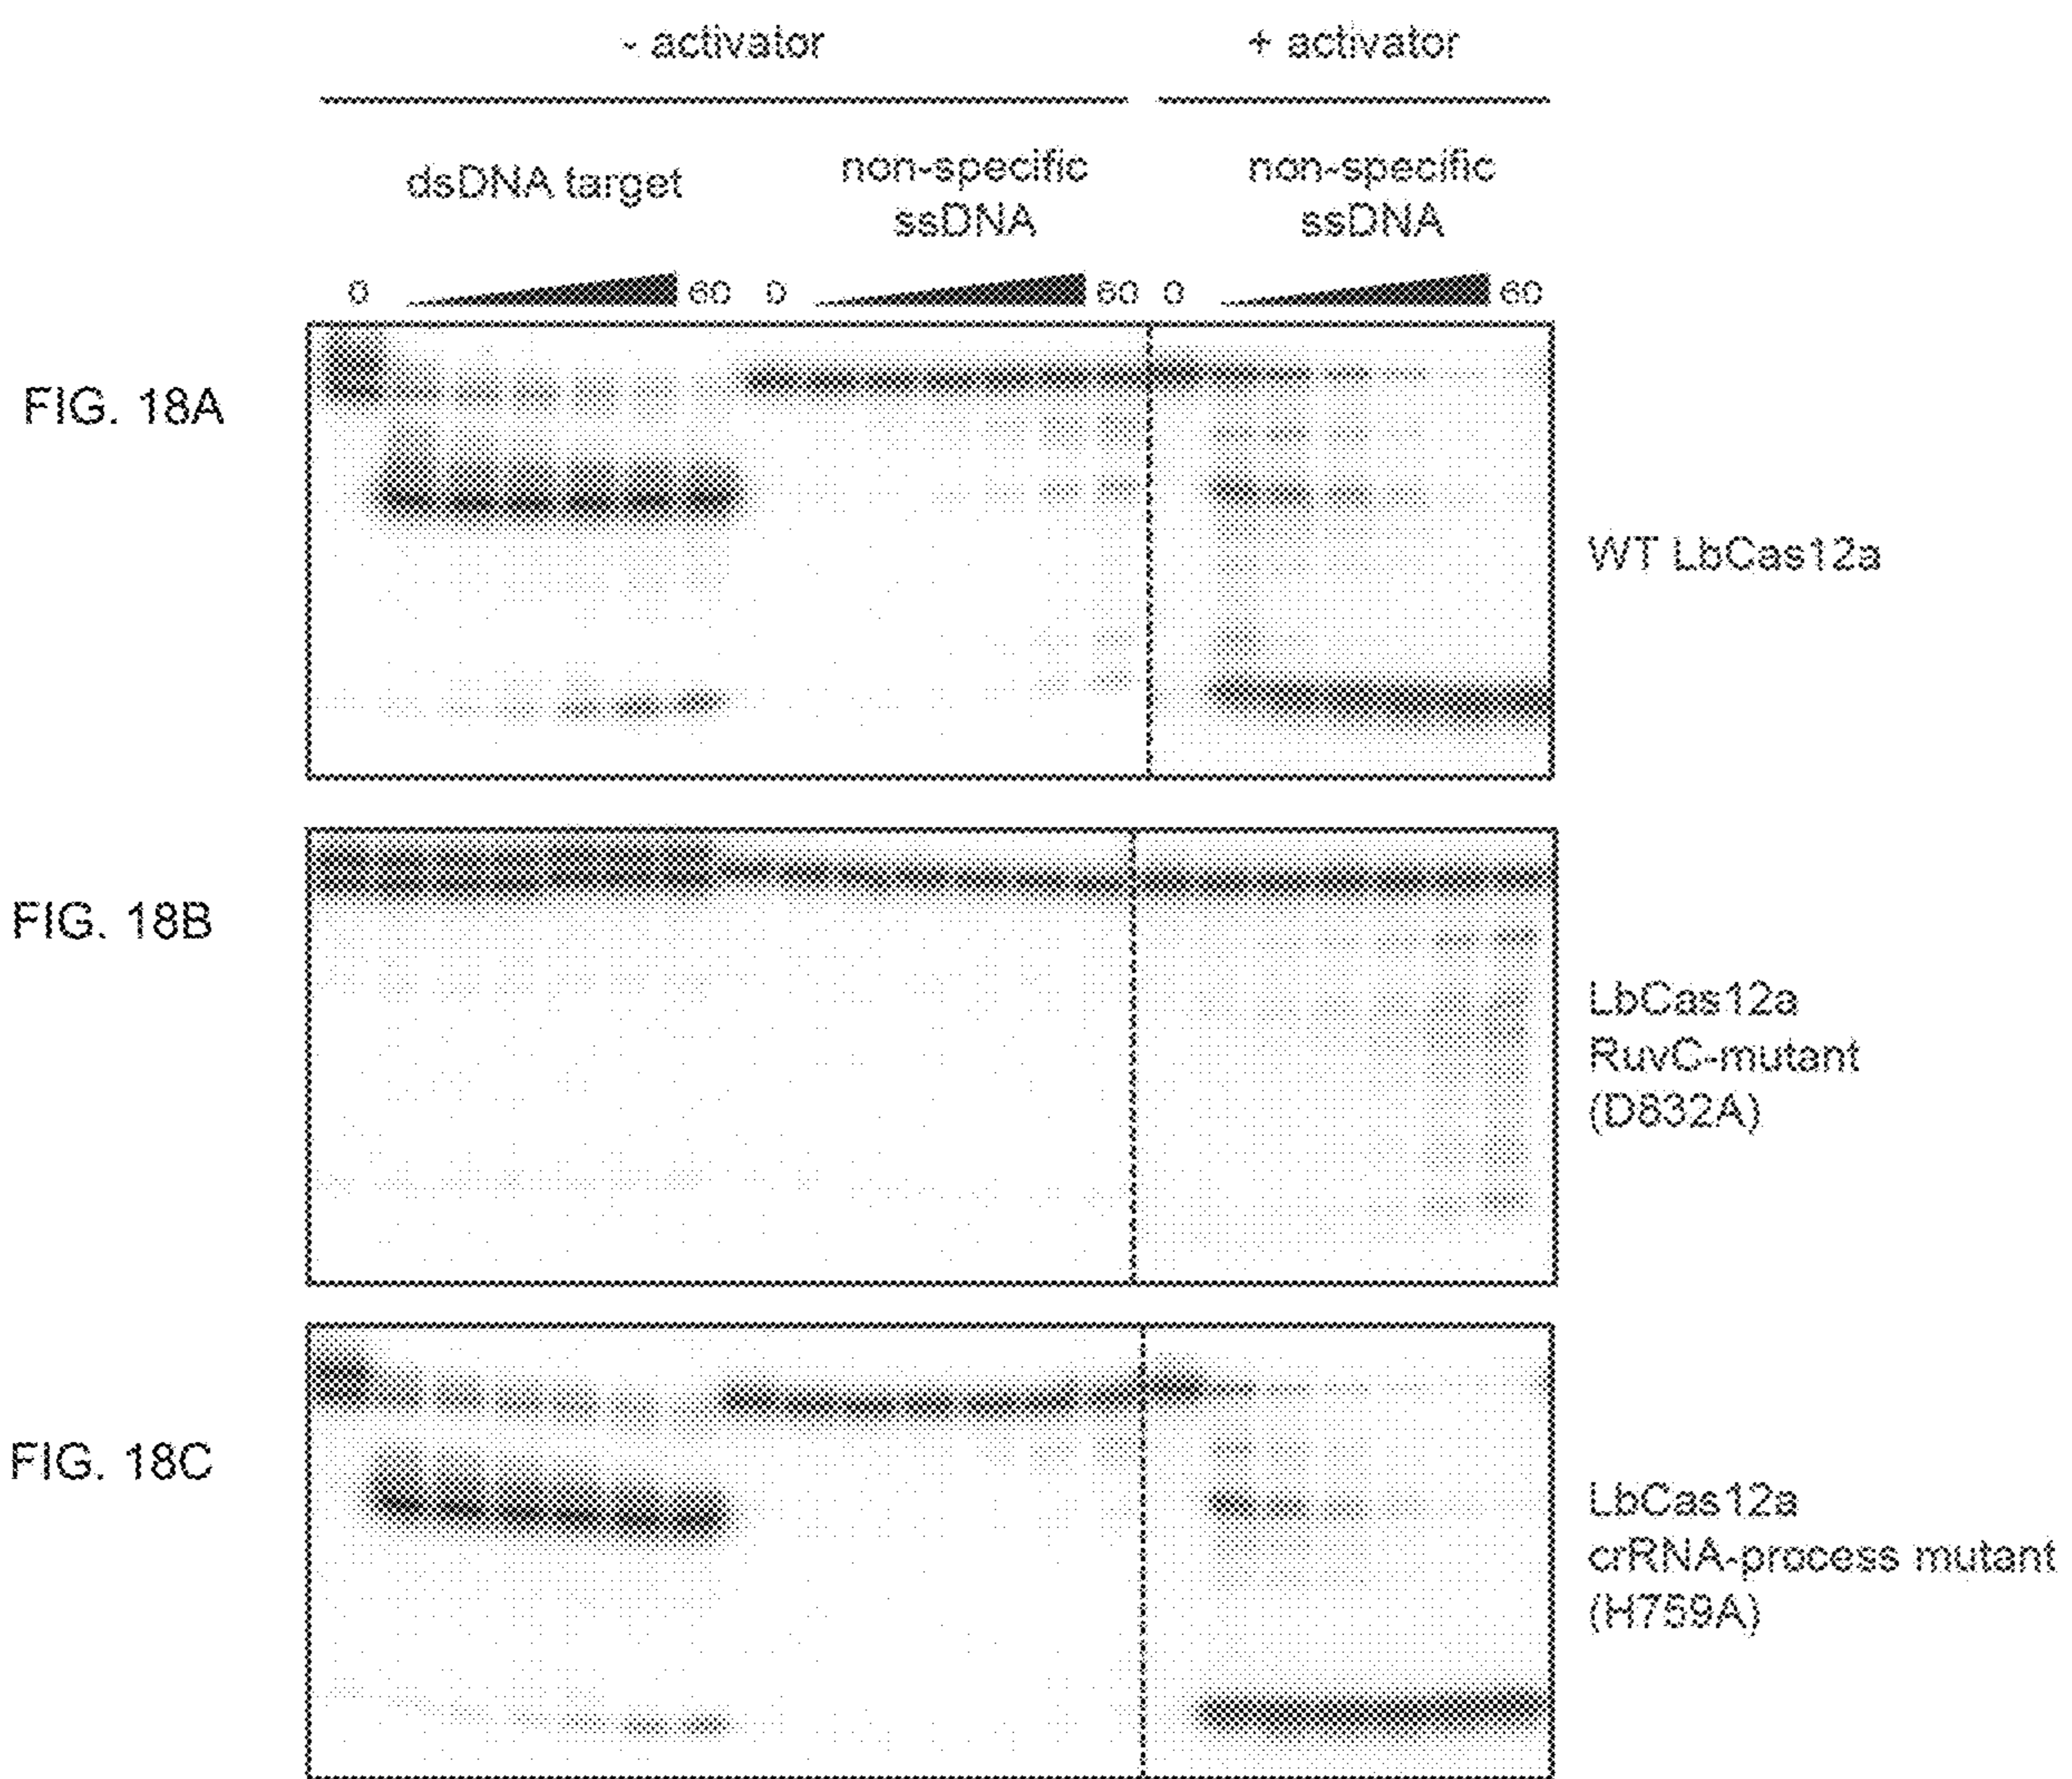 - activator
+ activator
dsDNA target
non-specific
ssDNA
non-specific
ssDNA
0 60 0 60 0 60
FIG. 18A
WT LbCas12a
FIG. 18B
LbCas12a
RuvC-mutant
(D832A)
FIG. 18C
LbCas12a
crRNA-process mutant
(H759A)